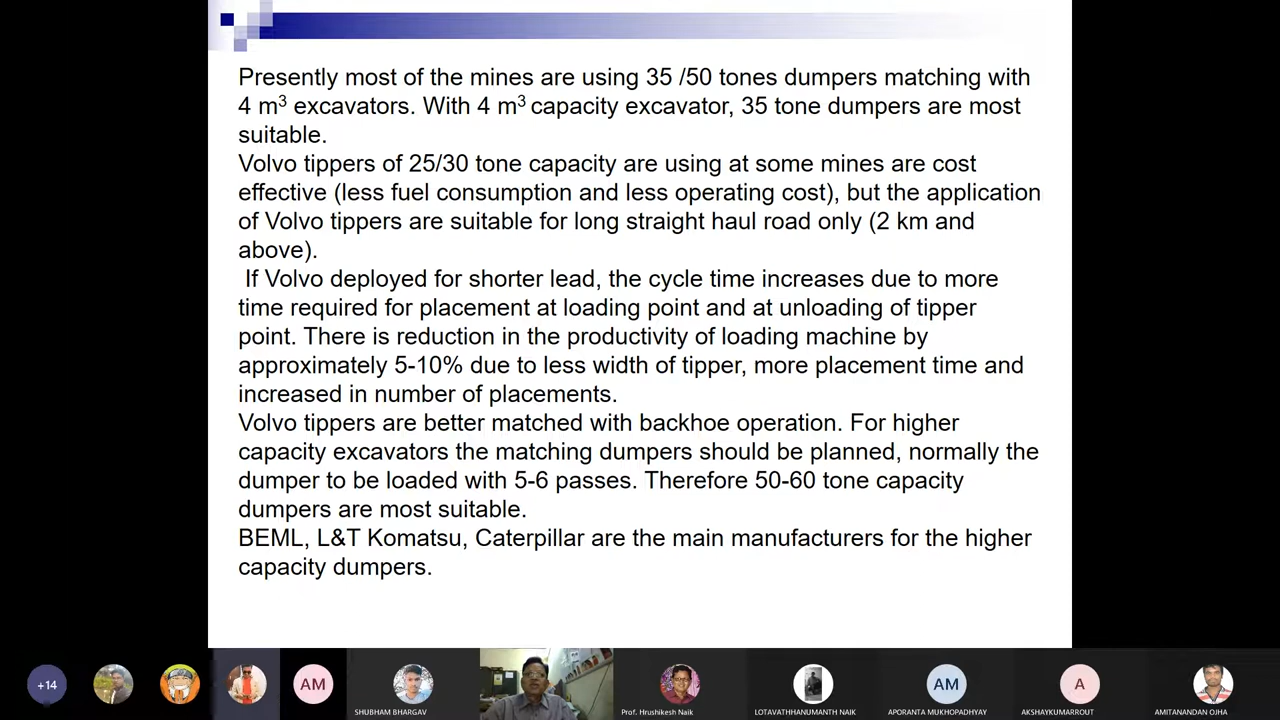 Presently most of the mines are using 35 /50 tones dumpers matching with
4 m³ excavators. With 4 m³ capacity excavator, 35 tone dumpers are most
suitable.
Volvo tippers of 25/30 tone capacity are using at some mines are cost
effective (less fuel consumption and less operating cost), but the application
of Volvo tippers are suitable for long straight haul road only (2 km and
above).
If Volvo deployed for shorter lead, the cycle time increases due to more
time required for placement at loading point and at unloading of tipper
point. There is reduction in the productivity of loading machine by
approximately 5-10% due to less width of tipper, more placement time and
increased in number of placements.
Volvo tippers are better matched with backhoe operation. For higher
capacity excavators the matching dumpers should be planned, normally the
dumper to be loaded with 5-6 passes. Therefore 50-60 tone capacity
dumpers are most suitable.
BEML, L&T Komatsu, Caterpillar are the main manufacturers for the higher
capacity dumpers.
+14
AM
AM
A
SHUBHAM BHARGAV
Prof. Hrushikesh Naik
LOTAVATHHANUMANTH NAIK
APORANTA MUKHOPADHYAY
AKSHAYKUMARROUT
AMITANANDAN OJHA